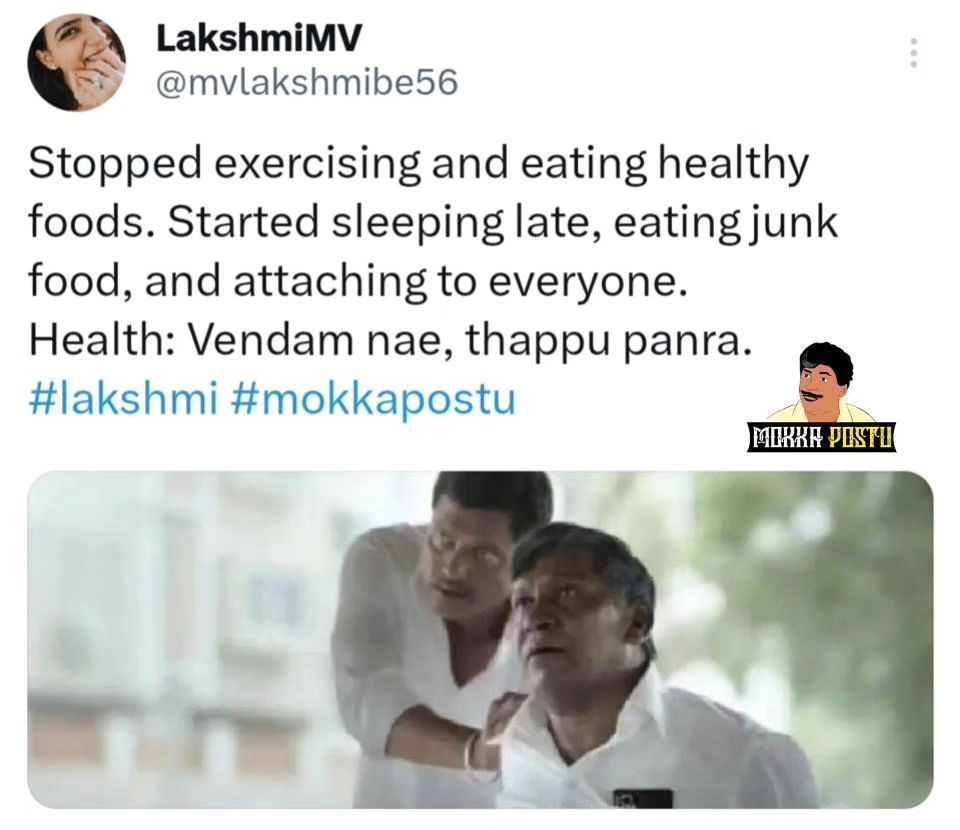 LakshmiMV
@mvlakshmibe56
Stopped exercising and eating healthy
foods. Started sleeping late, eating junk
food, and attaching to everyone.
Health: Vendam nae, thappu panra.
#lakshmi #mokkapostu
MOKKA POSTU